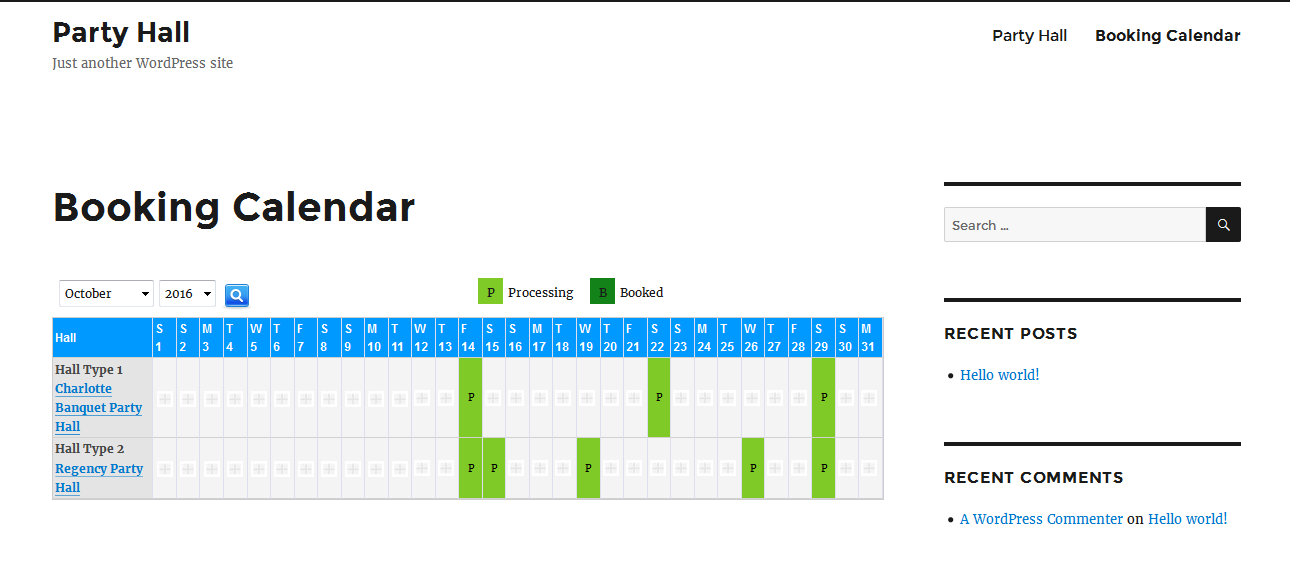 Party Hall
Just another WordPress site
Party Hall Booking Calendar
Booking Calendar
October 2016
P Processing B Booked
Hall S M T W T F S S M T W T F S S M T W T F S S M T W T F S S M
1 2 3 4 5 6 7 8 9 10 11 12 13 14 15 16 17 18 19 20 21 22 23 24 25 26 27 28 29 30 31
Hall Type 1
Charlotte
Banquet Party
Hall
P P P
Hall Type 2
Regency Party
Hall
P P P P P
Search ...
RECENT POSTS
Hello world!
RECENT COMMENTS
A WordPress Commenter on Hello world!